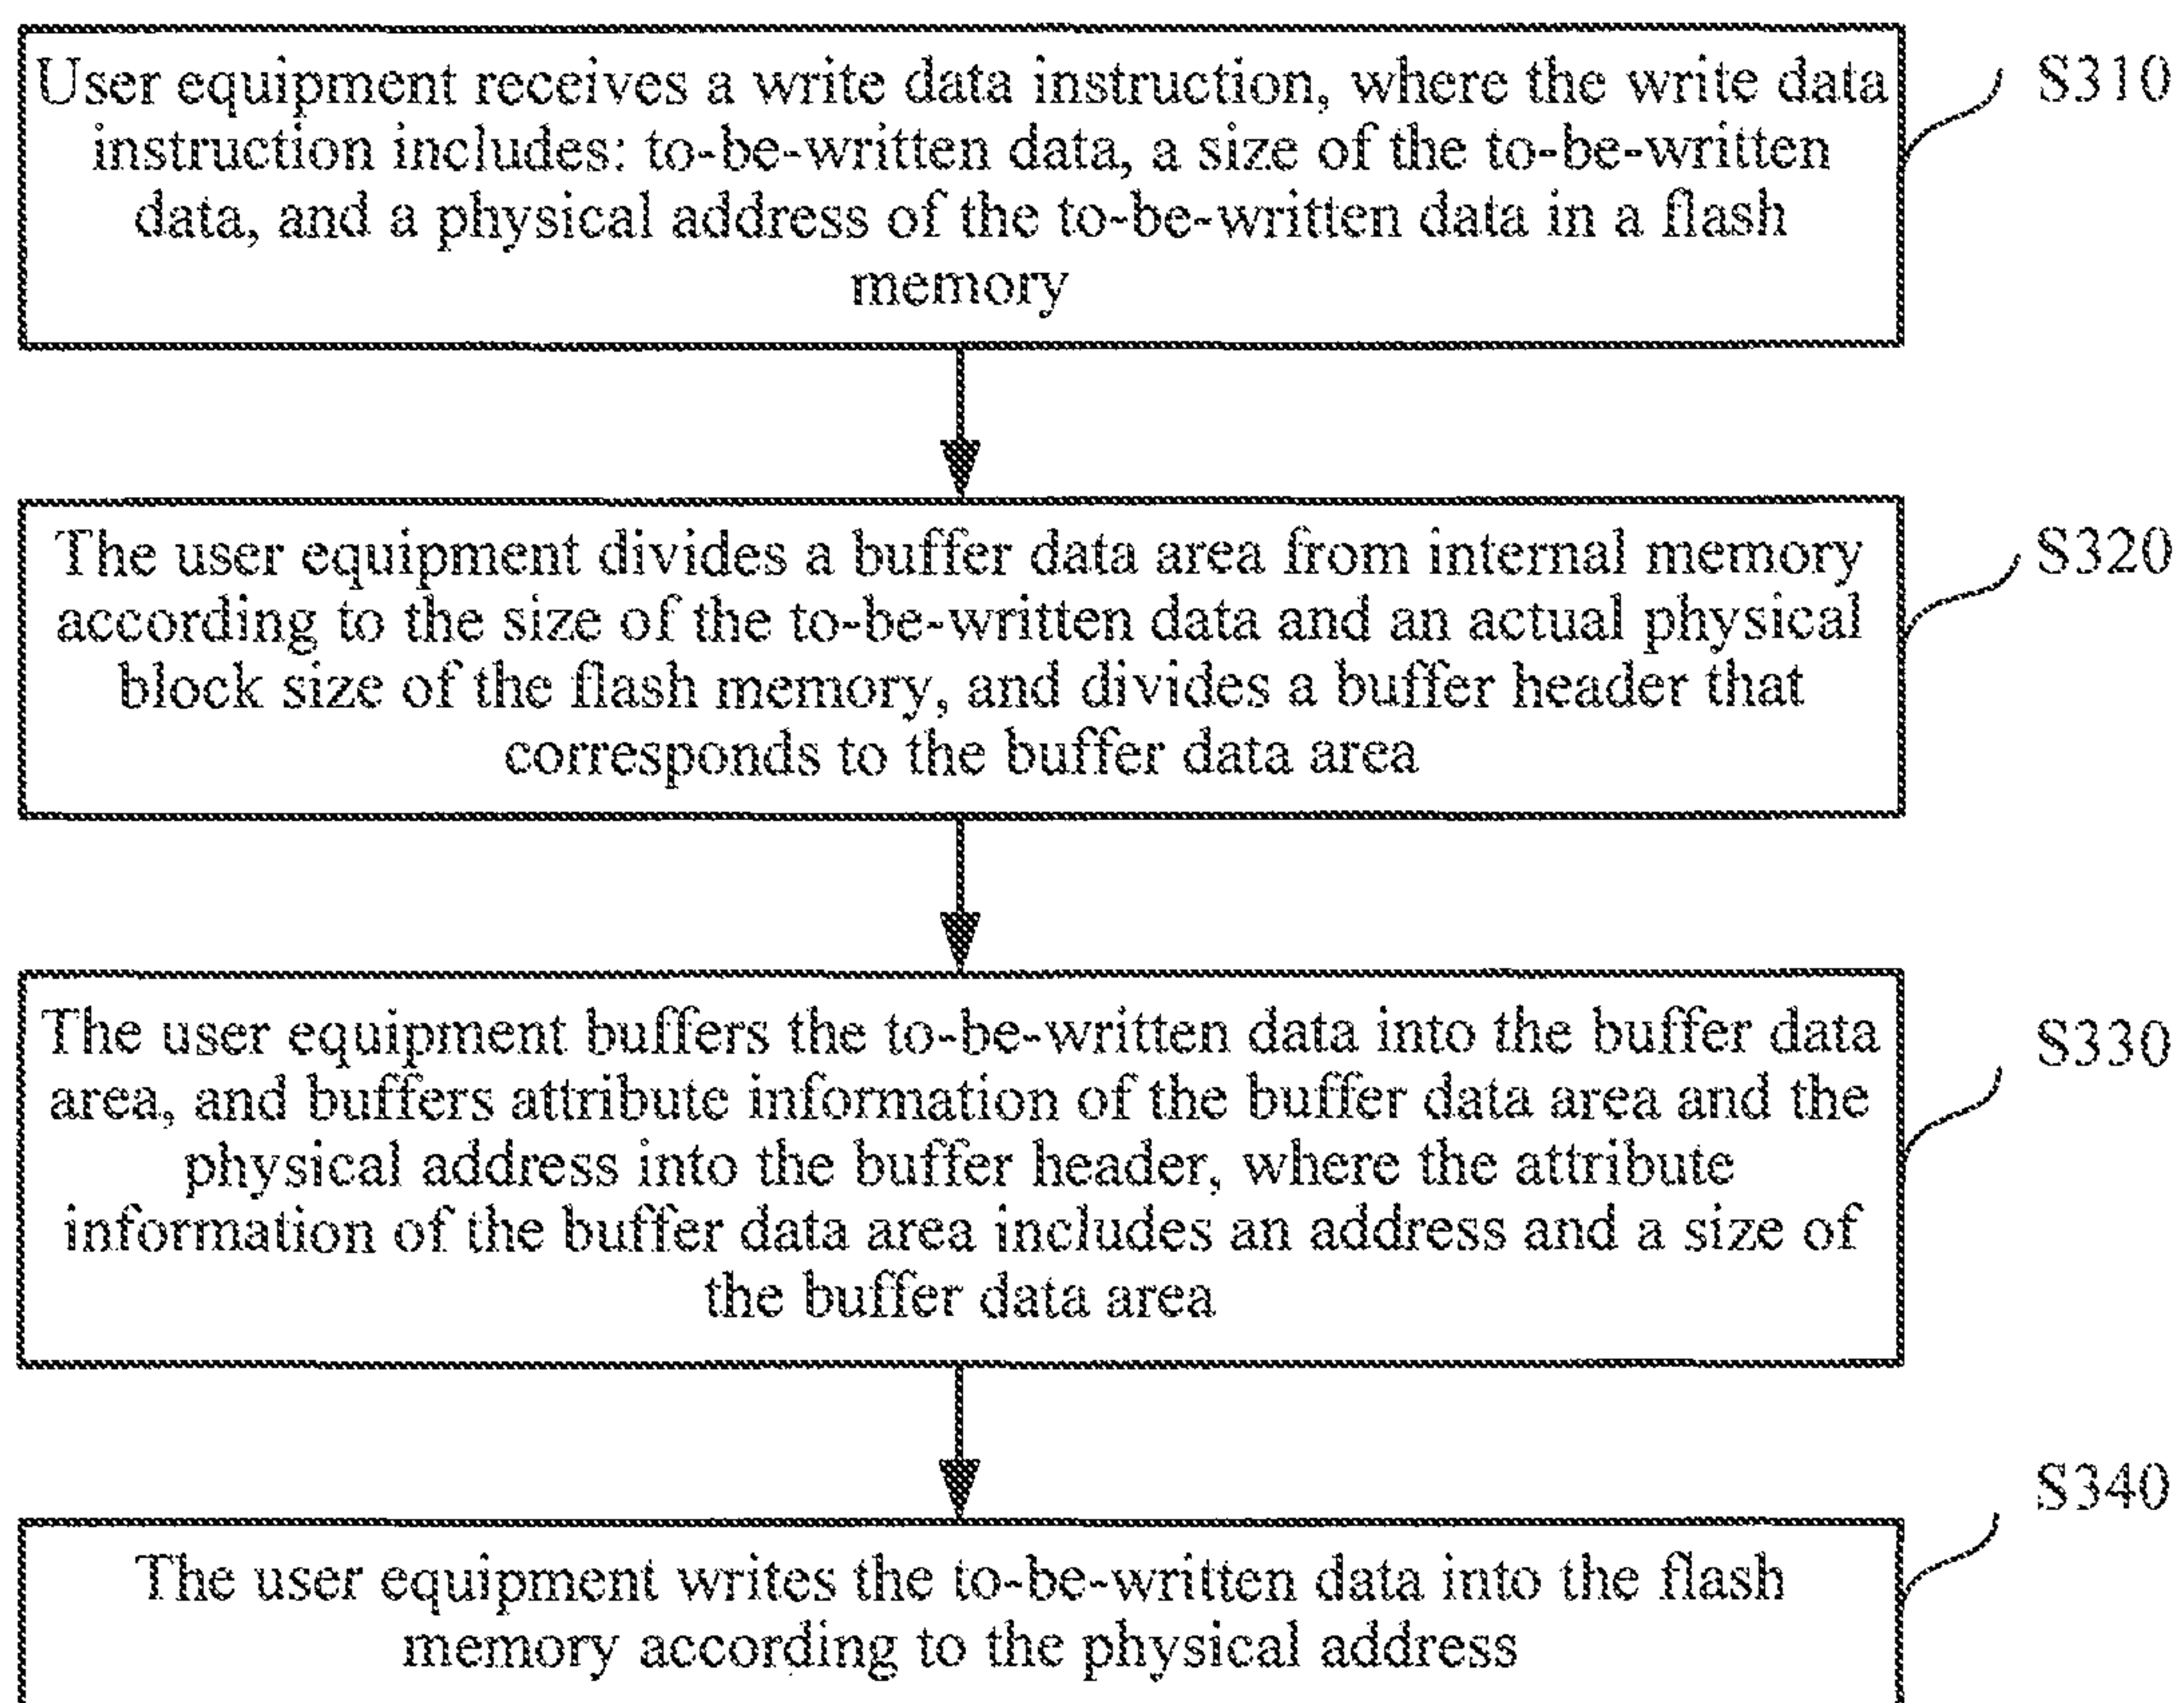 User equipment receives a write data instruction, where the write data
instruction includes: to-be-written data, a size of the to-be-written
data, and a physical address of the to-be-written data in a flash
memory
S310
The user equipment divides a buffer data area from internal memory
according to the size of the to-be-written data and an actual physical
block size of the flash memory, and divides a buffer header that
corresponds to the buffer data area
S320
The user equipment buffers the to-be-written data into the buffer data
area, and buffers attribute information of the buffer data area and the
physical address into the buffer header, where the attribute
information of the buffer data area includes an address and a size of
the buffer data area
S330
The user equipment writes the to-be-written data into the flash
memory according to the physical address
S340